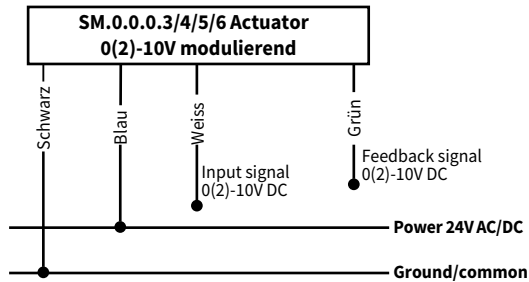 SM.0.0.0.3/4/5/6 Actuator
0(2)-10V modulierend
Schwarz
Blau
Weiss
Grün
Input signal
0(2)-10V DC
Feedback signal
0(2)-10V DC
Power 24V AC/DC
Ground/common